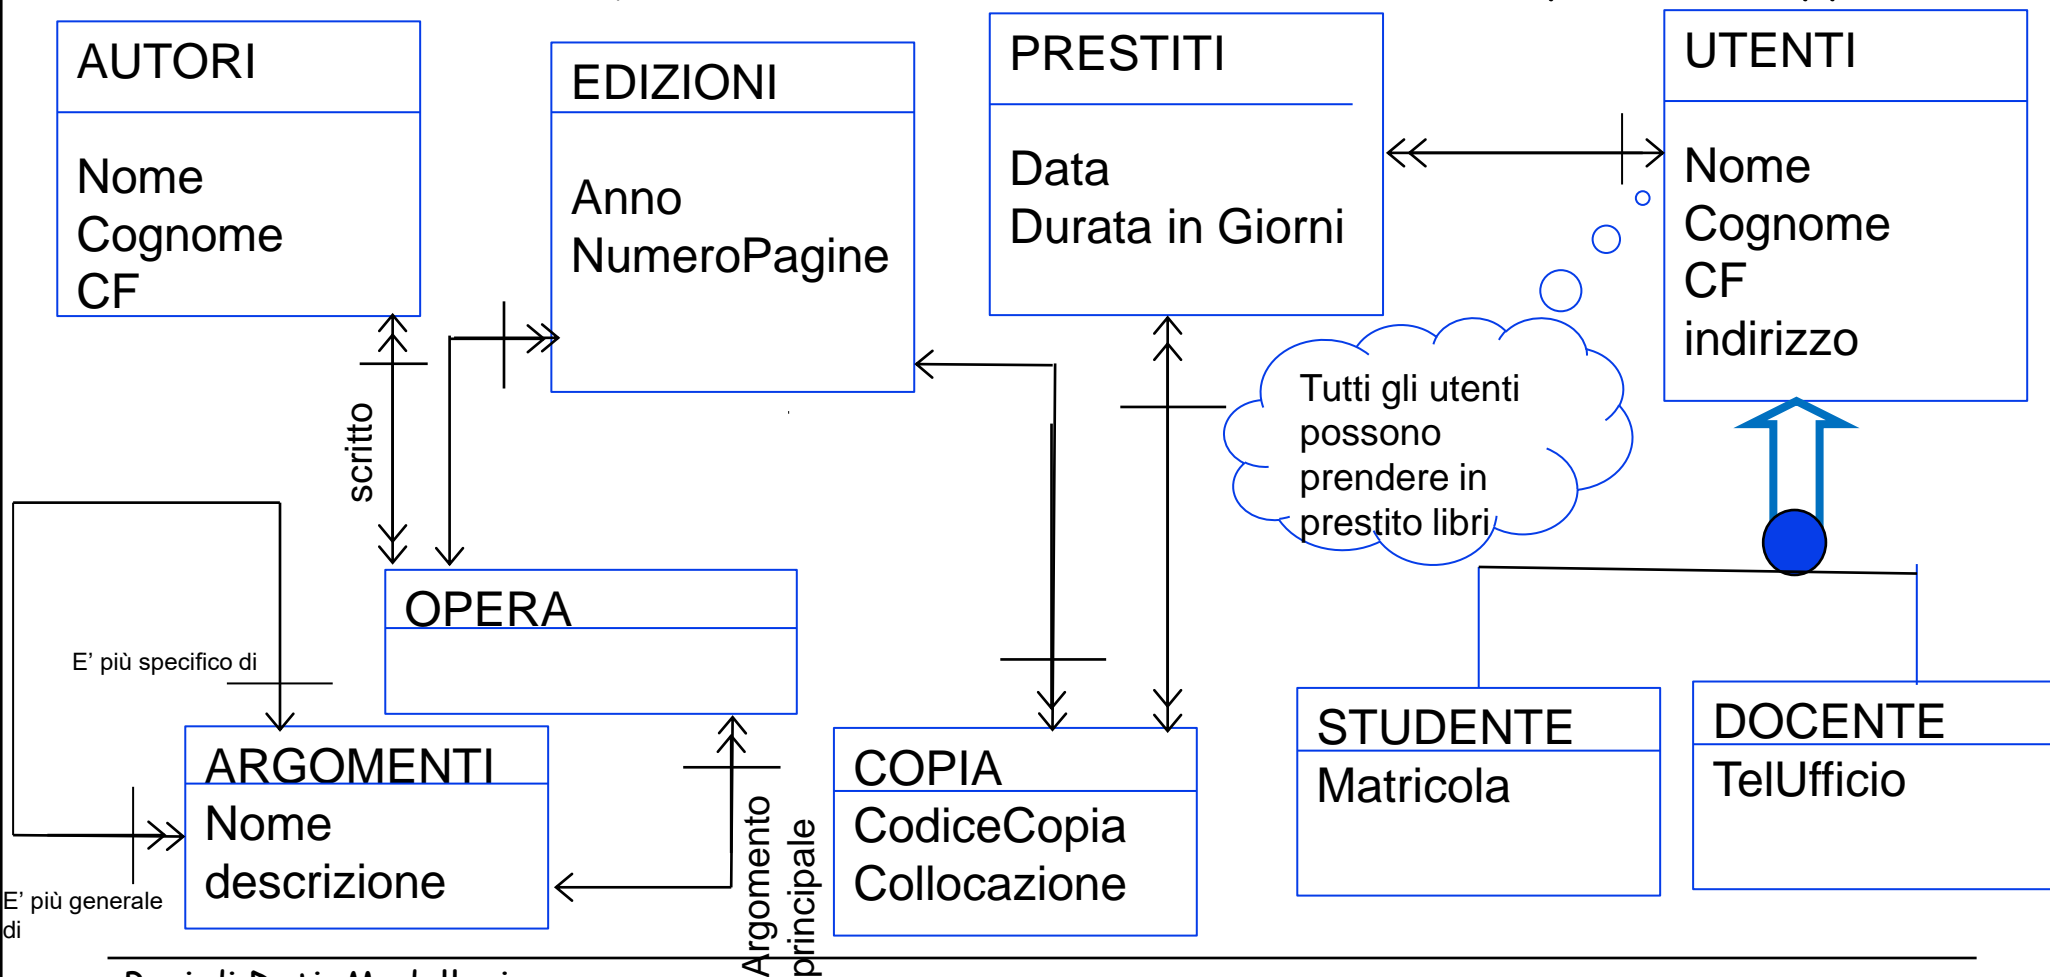 AUTORI
Nome
Cognome
CF
EDIZIONI
Anno
NumeroPagine
PRESTITI
Data
Durata in Giorni
UTENTI
Nome
Cognome
CF
indirizzo
Tutti gli utenti
possono
prendere in
prestito libri
scritto
OPERA
E' più specifico di
ARGOMENTI
Nome
descrizione
E' più generale
di
Argomento
principale
COPIA
CodiceCopia
Collocazione
STUDENTE
Matricola
DOCENTE
TelUfficio